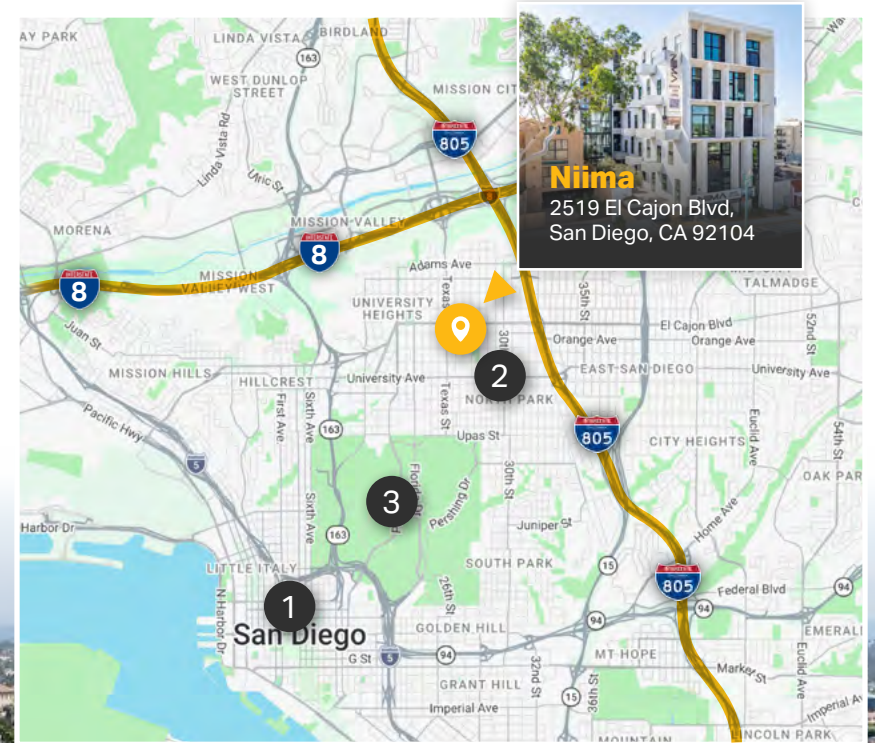 AY PARK
LINDA VISTA
BIRDLAND
163
WEST DUNLOP
STREET
MISSION CIT
805
Linda Vista Rd
Ulric St
Niima
2519 El Cajon Blvd,
San Diego, CA 92104
MORENA
MISSION VALLEY
8
8
MISSION
VALLEY WEST
Adams Ave
TALMADGE
Texas
35th St
52nd St
UNIVERSITY
HEIGHTS
El Cajon Blvd
Juan St
30th
Orange Ave
Orange Ave
MISSION HILLS
HILLCREST
University Ave
2
EAST SAN DIEGO
University Ave
NORTH PARK
First Ave
Sixth Ave
Texas St
Pacific Hwy
163
Upas St
805
CITY HEIGHTS
Euclid Ave
54th St
5
30th St
OAK PAR
3
Florida Dr
Pershing Dr
Home Ave
Harbor Dr
Sixth Ave
163
Juniper St
LITTLE ITALY
SOUTH PARK
15
805
Federal Blvd
94
1
N Harbor Dr
26th St
94
94
San Diego
GOLDEN HILL
EMERAL
G St
5
94
MT HOPE
32nd St
Market St
Euclid Ave
GRANT HILL
15
36th St
Imperial Ave
Imperial Av
MOUNTAIN
LINCOLN PARK